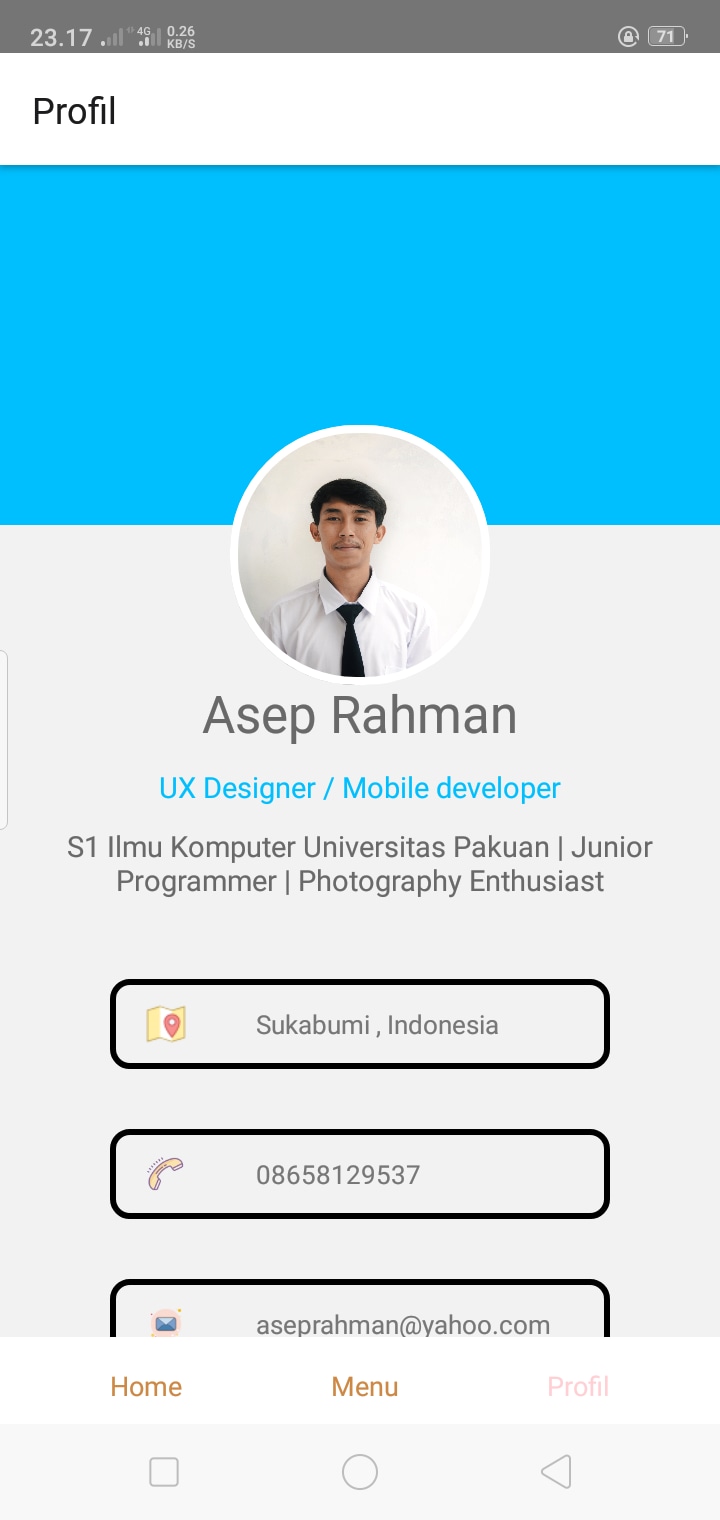 23.17 4G 0.26 KB/S 71
Profil
Asep Rahman
UX Designer / Mobile developer
S1 Ilmu Komputer Universitas Pakuan | Junior
Programmer | Photography Enthusiast
Sukabumi , Indonesia
08658129537
aseprahman@yahoo.com
Home Menu Profil